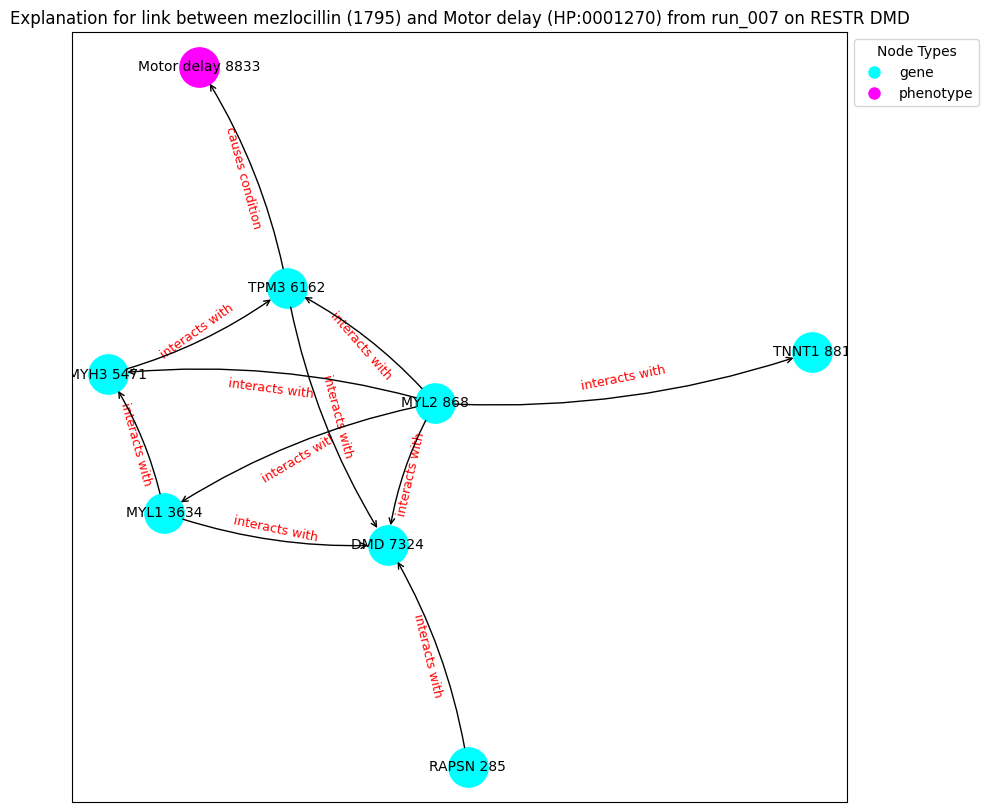 Explanation for link between mezlocillin (1795) and Motor delay (HP:0001270) from run_007 on RESTR DMD
Node Types
gene
phenotype
Motor delay 8833
causes condition
TPM3 6162
interacts with
interacts with
TNNT1 881
MYH3 5471
interacts with
interacts with
interacts with
MYL2 868
interacts with
interacts with
interacts with
MYL1 3634
interacts with
DMD 7324
interacts with
RAPSN 285